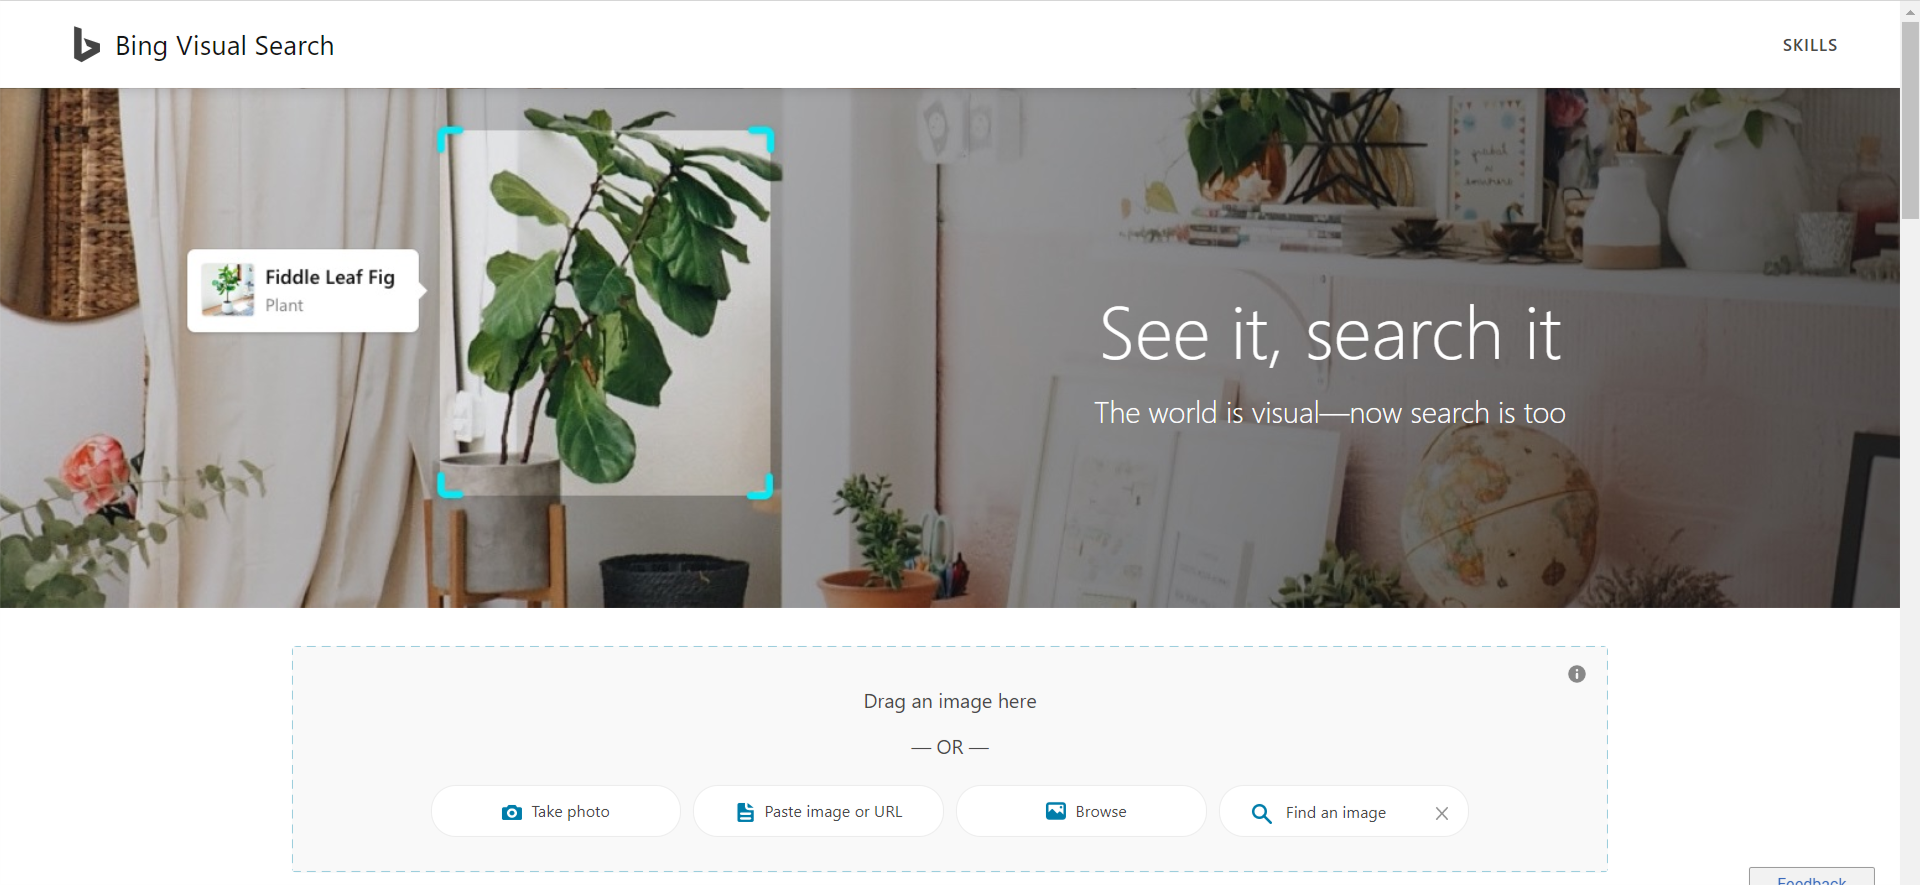 Bing Visual Search
SKILLS
Fiddle Leaf Fig
Plant
See it, search it
The world is visual—now search is too
Drag an image here
— OR —
Take photo
Paste image or URL
Browse
Find an image
Feedback